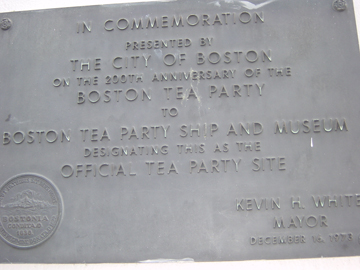 IN COMMEMORATION
PRESENTED BY
THE CITY OF BOSTON
ON THE 200TH ANNIVERSARY OF THE
BOSTON TEA PARTY
TO
BOSTON TEA PARTY SHIP AND MUSEUM
DESIGNATING THIS AS THE
OFFICIAL TEA PARTY SITE
KEVIN H. WHITE
MAYOR
DECEMBER 16, 1973
BOSTONIA